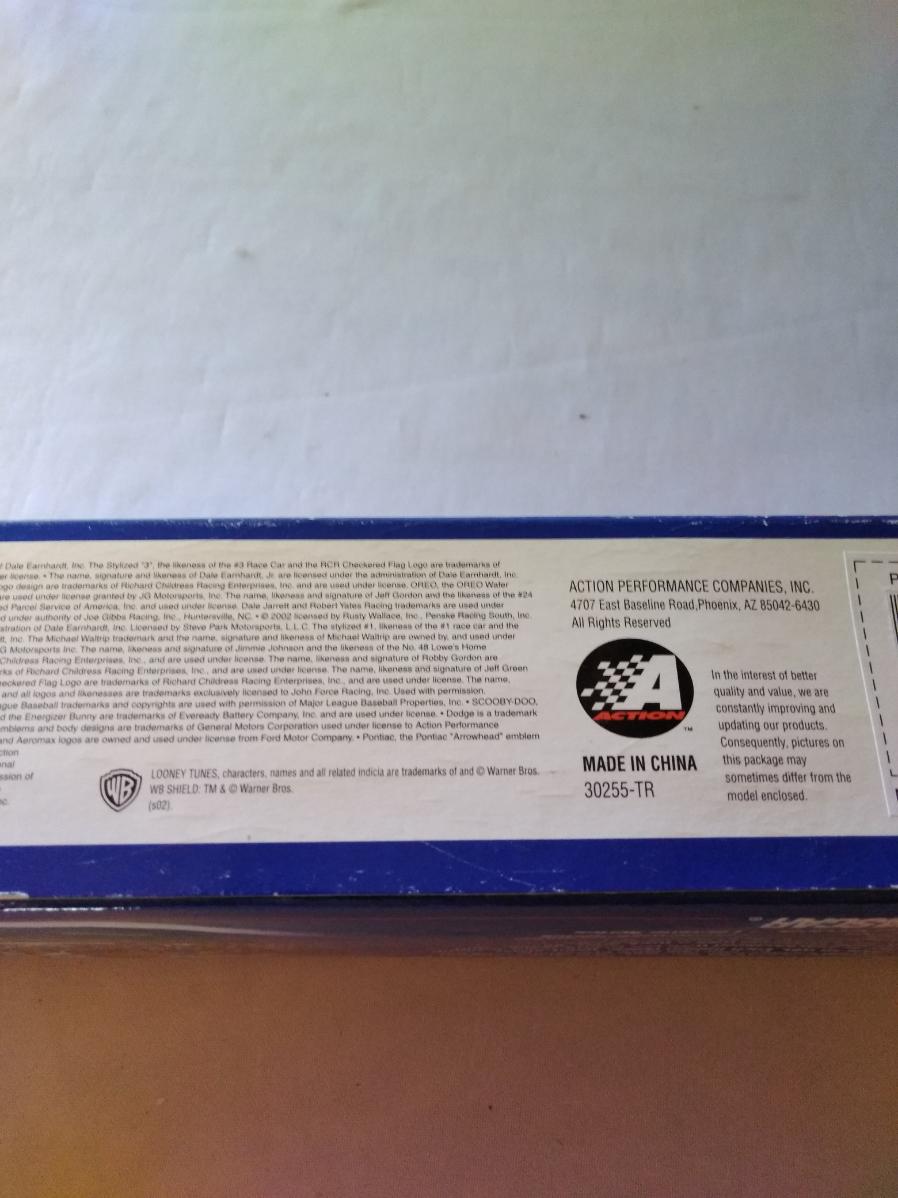 Dale Earnhardt, Inc. The Stylized "3", the likeness of the #3 Race Car and the RCR Checkered Flag Logo are trademarks of
er license. • The name, signature and likeness of Dale Earnhardt, Jr. are licensed under the administration of Dale Earnhardt, Inc.
ogo design are trademarks of Richard Childress Racing Enterprises, Inc. and are used under license. OREO, the OREO Wafer
are used under license granted by JG Motorsports, Inc. The name, likeness and signature of Jeff Gordon and the likeness of the #24
ed Parcel Service of America, Inc. and used under license. Dale Jarrett and Robert Yates Racing trademarks are used under
d under authority of Joe Gibbs Racing, Inc., Huntersville, NC. • © 2002 licensed by Rusty Wallace, Inc., Penske Racing South, Inc.
stration of Dale Earnhardt, Inc. Licensed by Steve Park Motorsports, L.L.C. The stylized #1, likeness of the #1 race car and the
t, Inc. The Michael Waltrip trademark and the name, signature and likeness of Michael Waltrip are owned by, and used under
G Motorsports Inc. The name, likeness and signature of Jimmie Johnson and the likeness of the No. 48 Lowe's Home
Childress Racing Enterprises, Inc., and are used under license. The name, likeness and signature of Robby Gordon are
rks of Richard Childress Racing Enterprises, Inc., and are used under license. The name, likeness and signature of Jeff Green
heckered Flag Logo are trademarks of Richard Childress Racing Enterprises, Inc., and are used under license. The name,
and all logos and likenesses are trademarks exclusively licensed to John Force Racing, Inc. Used with permission.
gue Baseball trademarks and copyrights are used with permission of Major League Baseball Properties, Inc. • SCOOBY-DOO,
d the Energizer Bunny are trademarks of Eveready Battery Company, Inc. and are used under license. • Dodge is a trademark
mblems and body designs are trademarks of General Motors Corporation used under license to Action Performance
and Aeromax logos are owned and used under license from Ford Motor Company. • Pontiac, the Pontiac "Arrowhead" emblem
ction
nal
ssion of
nc.
WB
LOONEY TUNES, characters, names and all related indicia are trademarks of and © Warner Bros.
WB SHIELD: TM & © Warner Bros.
(s02)
ACTION PERFORMANCE COMPANIES, INC.
4707 East Baseline Road,Phoenix, AZ 85042-6430
All Rights Reserved
A
ACTION
™
MADE IN CHINA
30255-TR
In the interest of better
quality and value, we are
constantly improving and
updating our products.
Consequently, pictures on
this package may
sometimes differ from the
model enclosed.
P